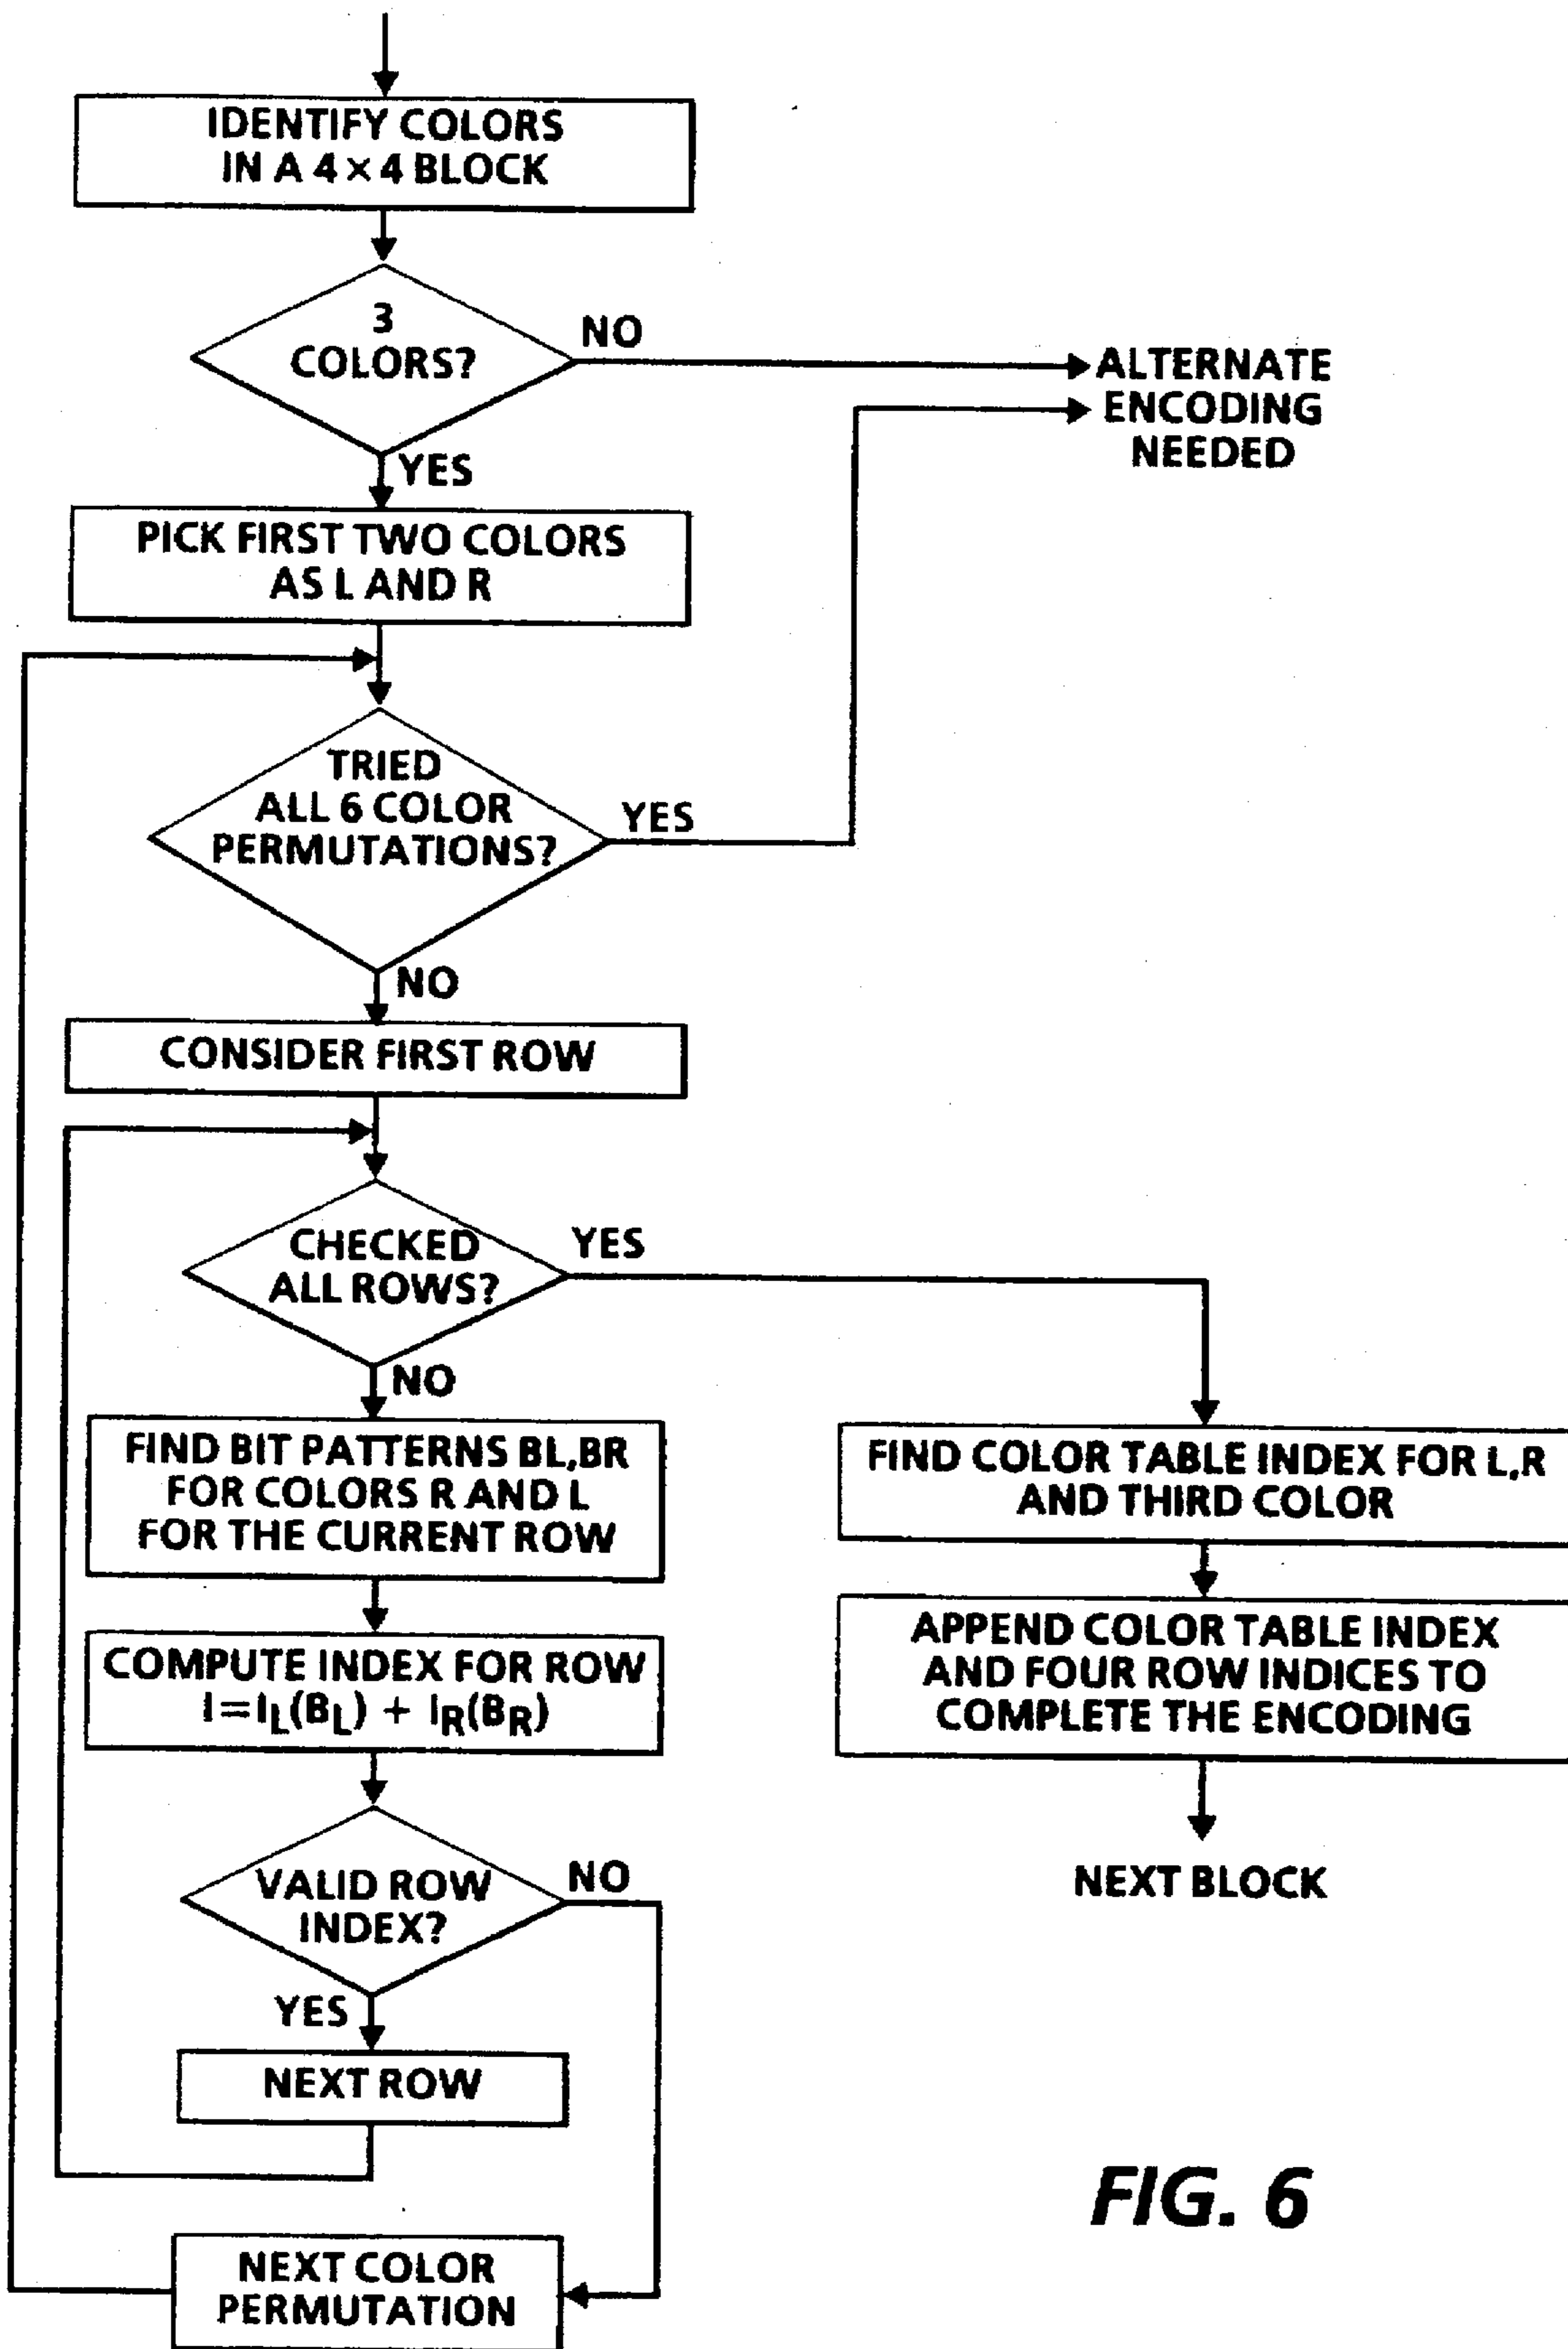 IDENTIFY COLORS
IN A 4 × 4 BLOCK
3
COLORS?
NO
ALTERNATE
ENCODING
NEEDED
YES
PICK FIRST TWO COLORS
AS L AND R
TRIED
ALL 6 COLOR
PERMUTATIONS?
YES
NO
CONSIDER FIRST ROW
CHECKED
ALL ROWS?
YES
NO
FIND BIT PATTERNS BL,BR
FOR COLORS R AND L
FOR THE CURRENT ROW
FIND COLOR TABLE INDEX FOR L,R
AND THIRD COLOR
COMPUTE INDEX FOR ROW
I=I_L(B_L) + I_R(B_R)
APPEND COLOR TABLE INDEX
AND FOUR ROW INDICES TO
COMPLETE THE ENCODING
VALID ROW
INDEX?
NO
NEXT BLOCK
YES
NEXT ROW
NEXT COLOR
PERMUTATION
FIG. 6